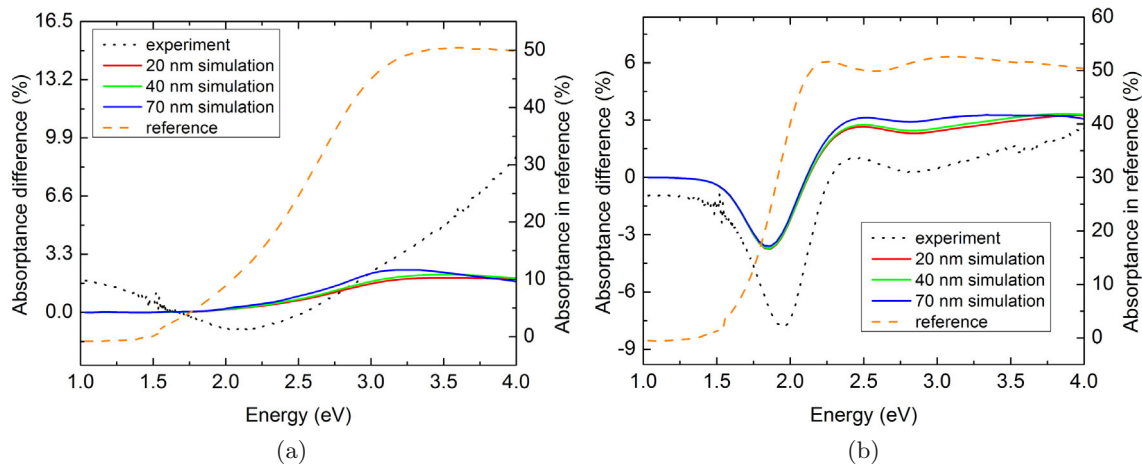 16.5
13.2
9.9
6.6
3.3
0.0
Absorptance difference (%)
experiment
20 nm simulation
40 nm simulation
70 nm simulation
reference
50
40
30
20
10
0
Absorptance in reference (%)
1.0 1.5 2.0 2.5 3.0 3.5 4.0
Energy (eV)
(a)
6
3
0
-3
-6
-9
Absorptance difference (%)
experiment
20 nm simulation
40 nm simulation
70 nm simulation
reference
60
50
40
30
20
10
0
Absorptance in reference (%)
1.0 1.5 2.0 2.5 3.0 3.5 4.0
Energy (eV)
(b)